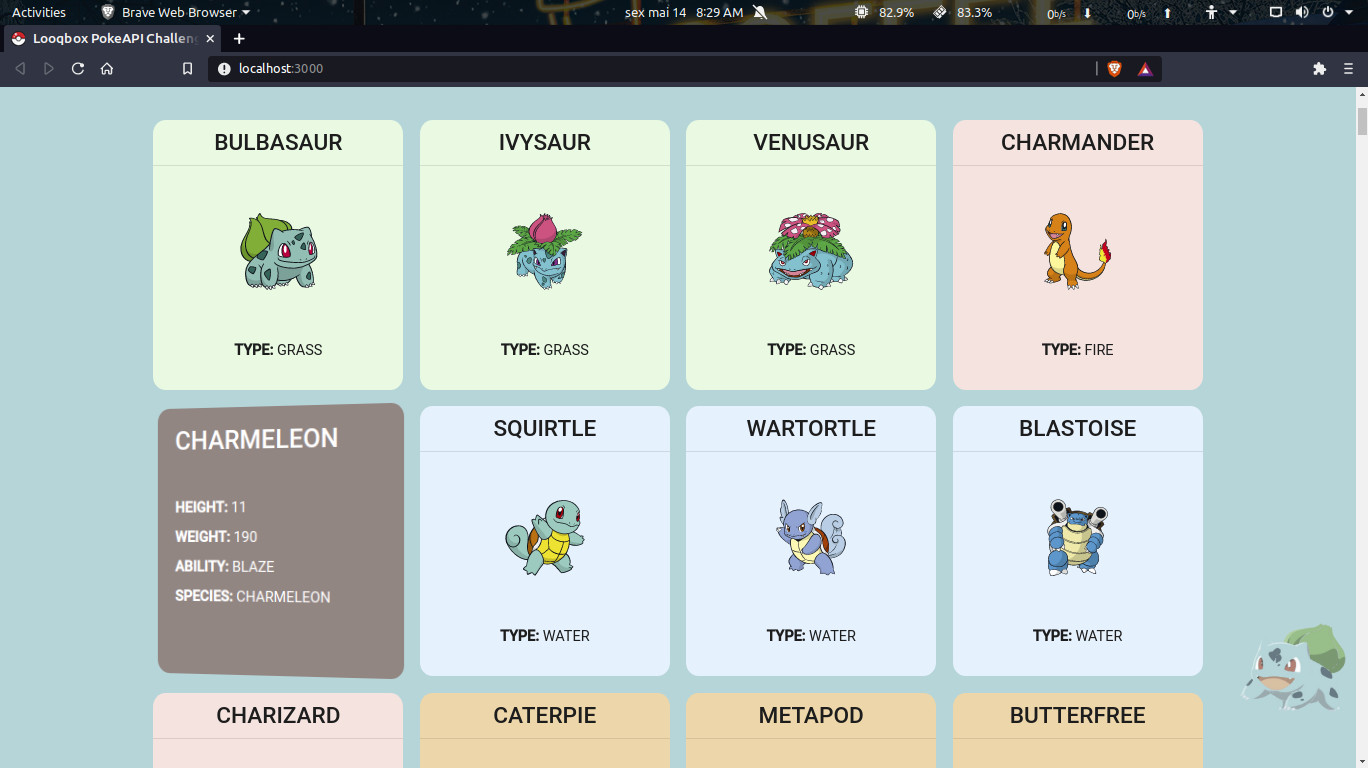 Activities
Brave Web Browser
sex mai 14 8:29 AM
82.9%
83.3%
0b/s
0b/s
Looqbox PokeAPI Challen
localhost:3000
BULBASAUR
IVYSAUR
VENUSAUR
CHARMANDER
TYPE: GRASS
TYPE: GRASS
TYPE: GRASS
TYPE: FIRE
CHARMELEON
HEIGHT: 11
WEIGHT: 190
ABILITY: BLAZE
SPECIES: CHARMELEON
SQUIRTLE
WARTORTLE
BLASTOISE
TYPE: WATER
TYPE: WATER
TYPE: WATER
CHARIZARD
CATERPIE
METAPOD
BUTTERFREE